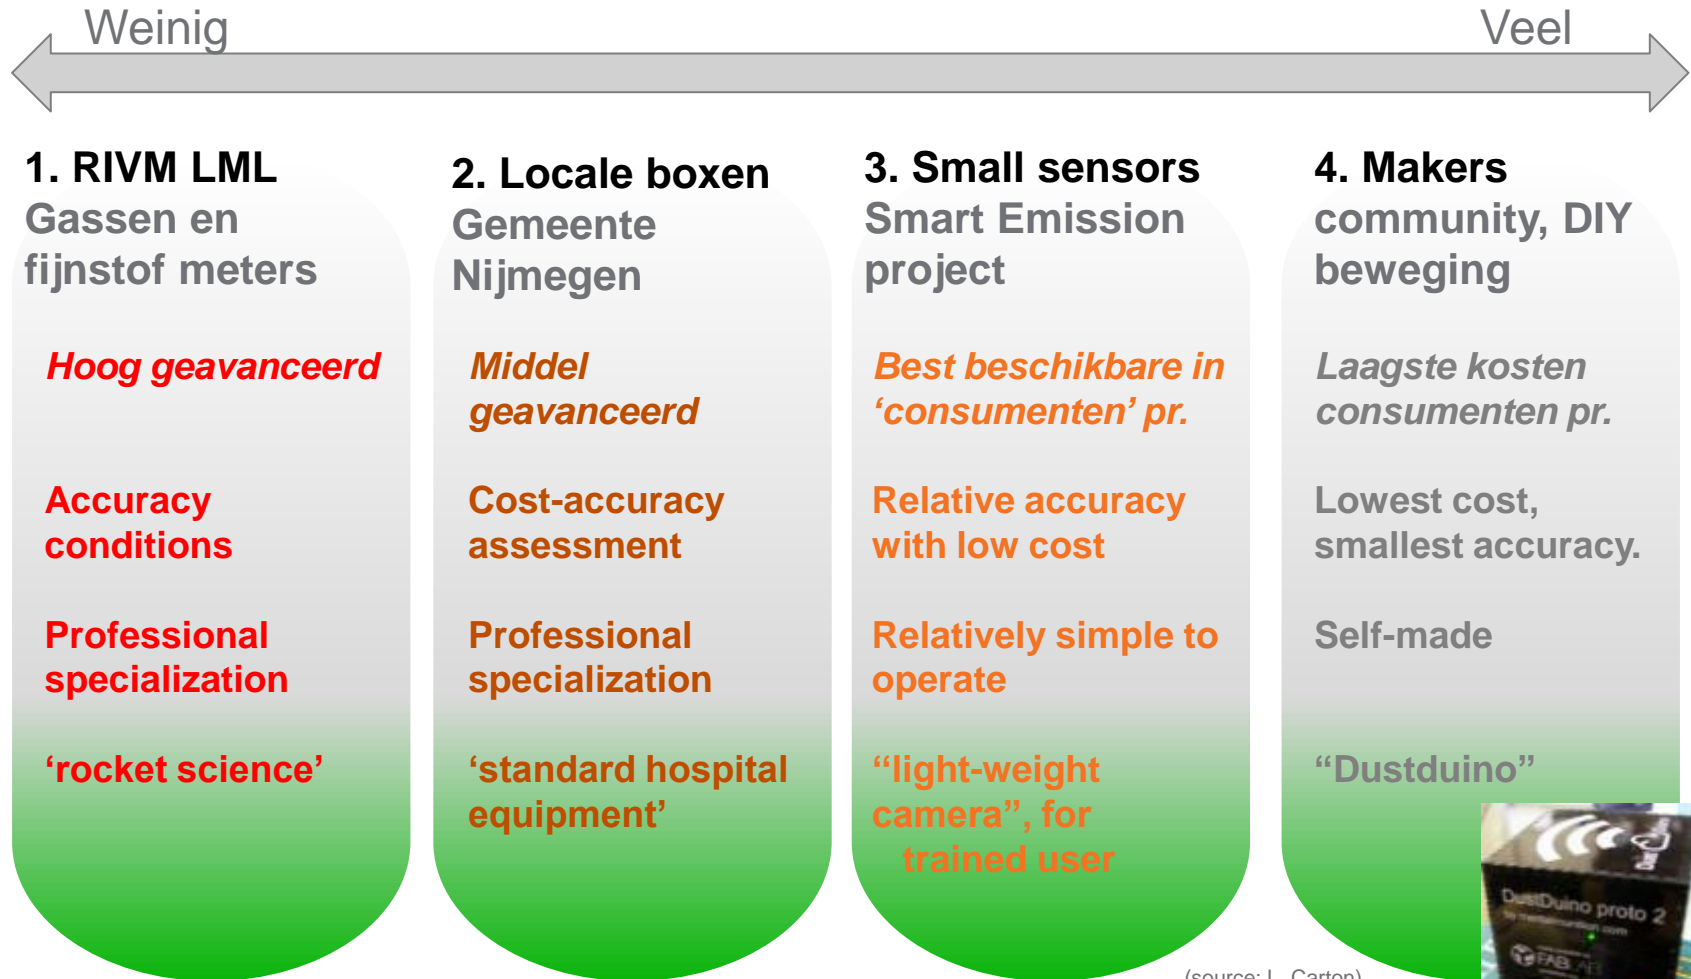 Weinig
Veel
1. RIVM LML
Gassen en
fijnstof meters
Hoog geavanceerd
Accuracy
conditions
Professional
specialization
‘rocket science’
2. Locale boxen
Gemeente
Nijmegen
Middel
geavanceerd
Cost-accuracy
assessment
Professional
specialization
‘standard hospital
equipment’
3. Small sensors
Smart Emission
project
Best beschikbare in
‘consumenten’ pr.
Relative accuracy
with low cost
Relatively simple to
operate
“light-weight
camera”, for
trained user
4. Makers
community, DIY
beweging
Laagste kosten
consumenten pr.
Lowest cost,
smallest accuracy.
Self-made
“Dustduino”
DustDuino proto 2
FAB
(source: L. Carton)